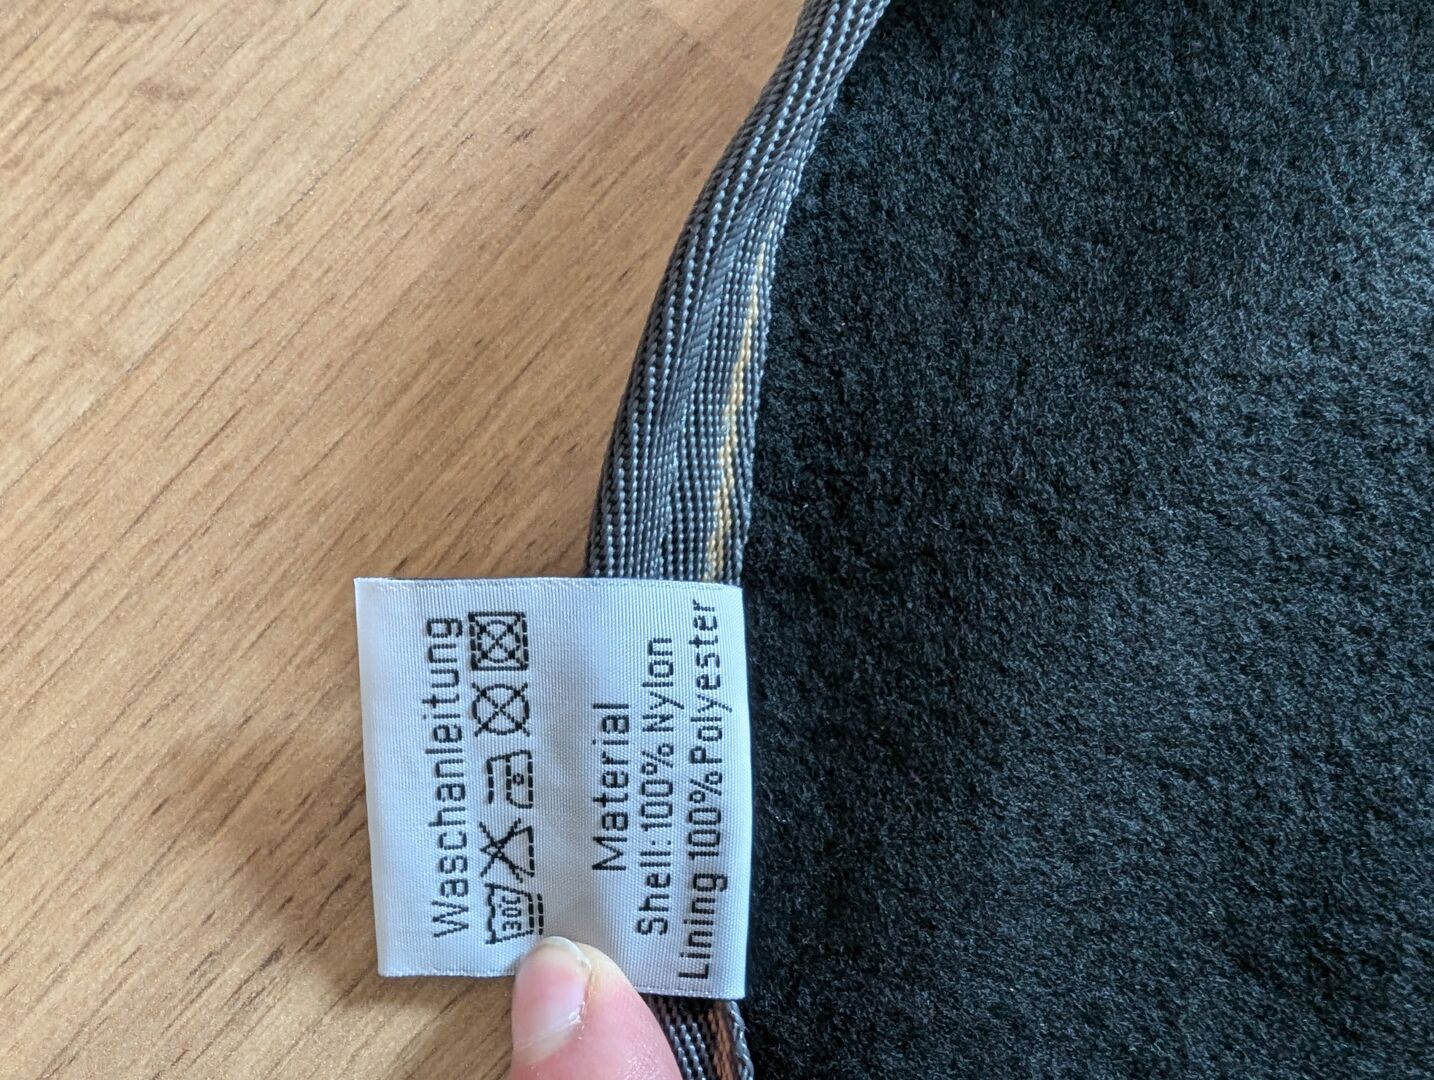 Waschanleitung
30°C
Material
Shell: 100% Nylon
Lining 100% Polyester